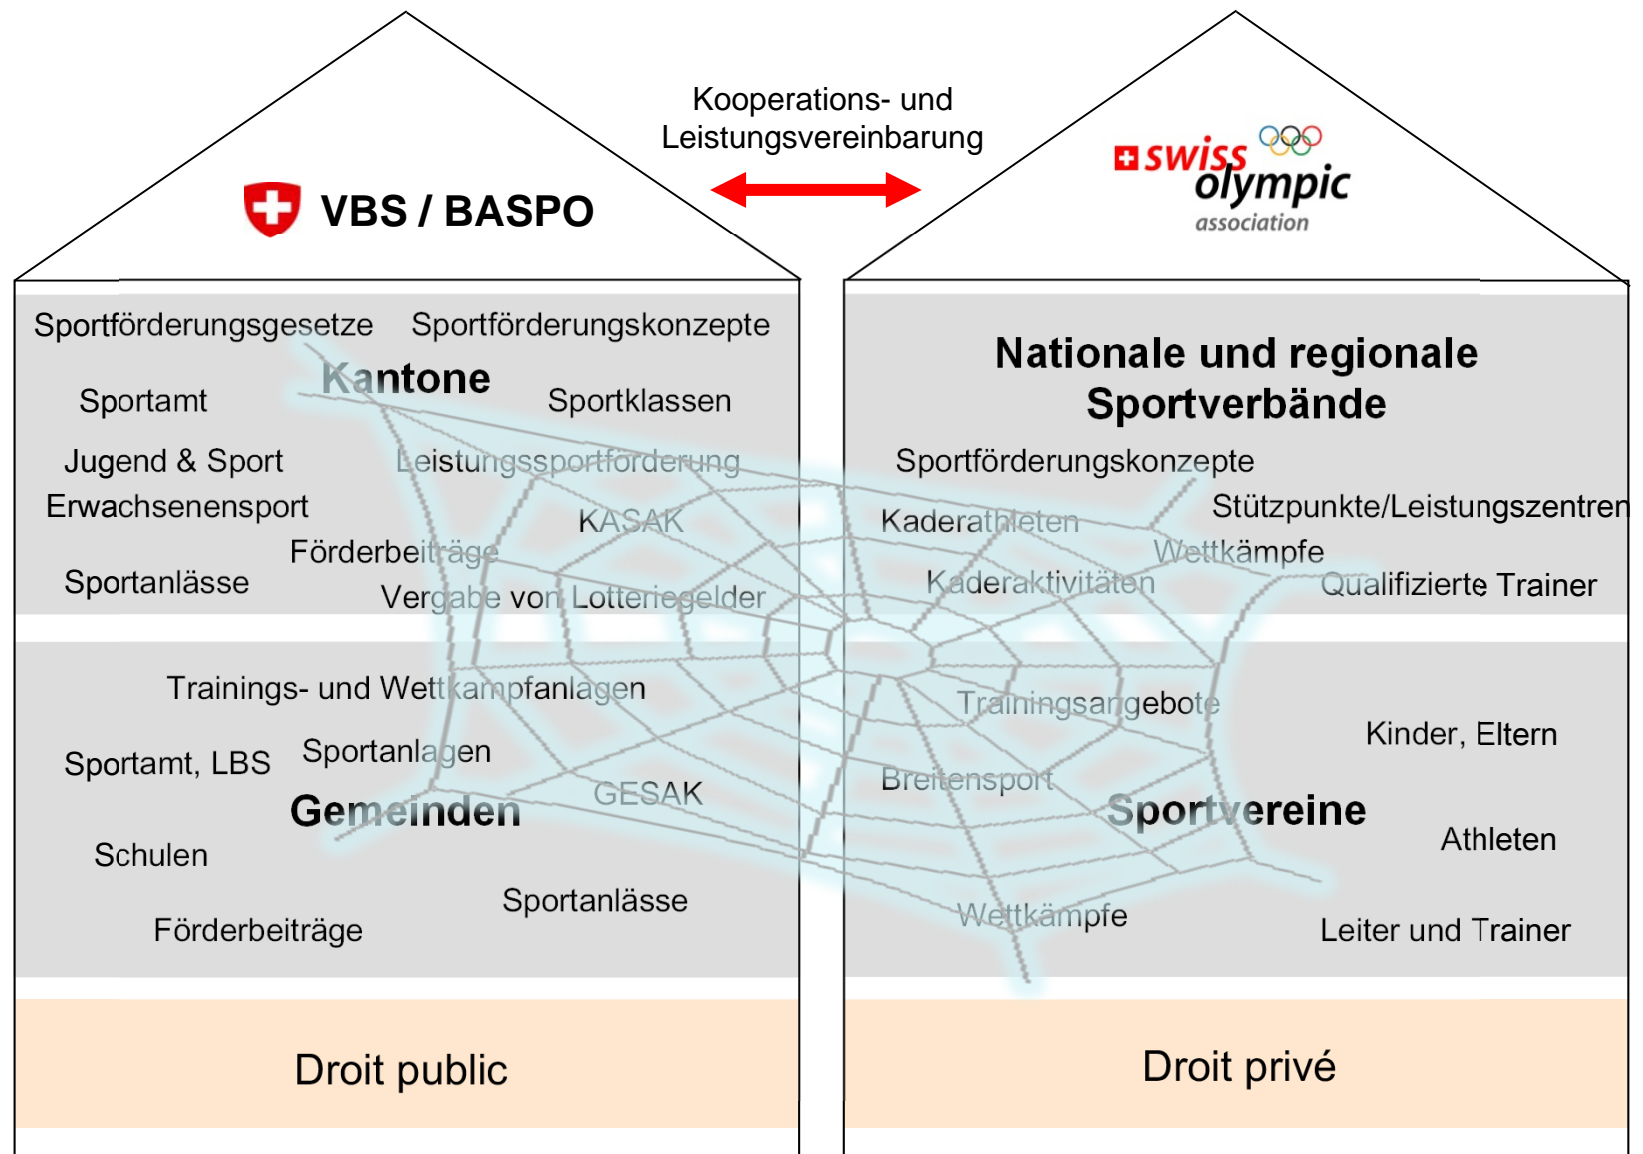 Kooperations- und
Leistungsvereinbarung
VBS / BASPO
swiss
olympic
association
Sportförderungsgesetze
Sportförderungskonzepte
Kantone
Sportamt
Sportklassen
Jugend & Sport
Leistungssportförderung
Erwachsenensport
KASAK
Förderbeiträge
Sportanlässe
Vergabe von Lotteriegelder
Trainings- und Wettkampfanlagen
Sportanlagen
Sportamt, LBS
GESAK
Gemeinden
Schulen
Sportanlässe
Förderbeiträge
Droit public
Nationale und regionale
Sportverbände
Sportförderungskonzepte
Stützpunkte/Leistungszentren
Kaderathleten
Wettkämpfe
Kaderaktivitäten
Qualifizierte Trainer
Trainingsangebote
Kinder, Eltern
Breitensport
Sportvereine
Athleten
Wettkämpfe
Leiter und Trainer
Droit privé